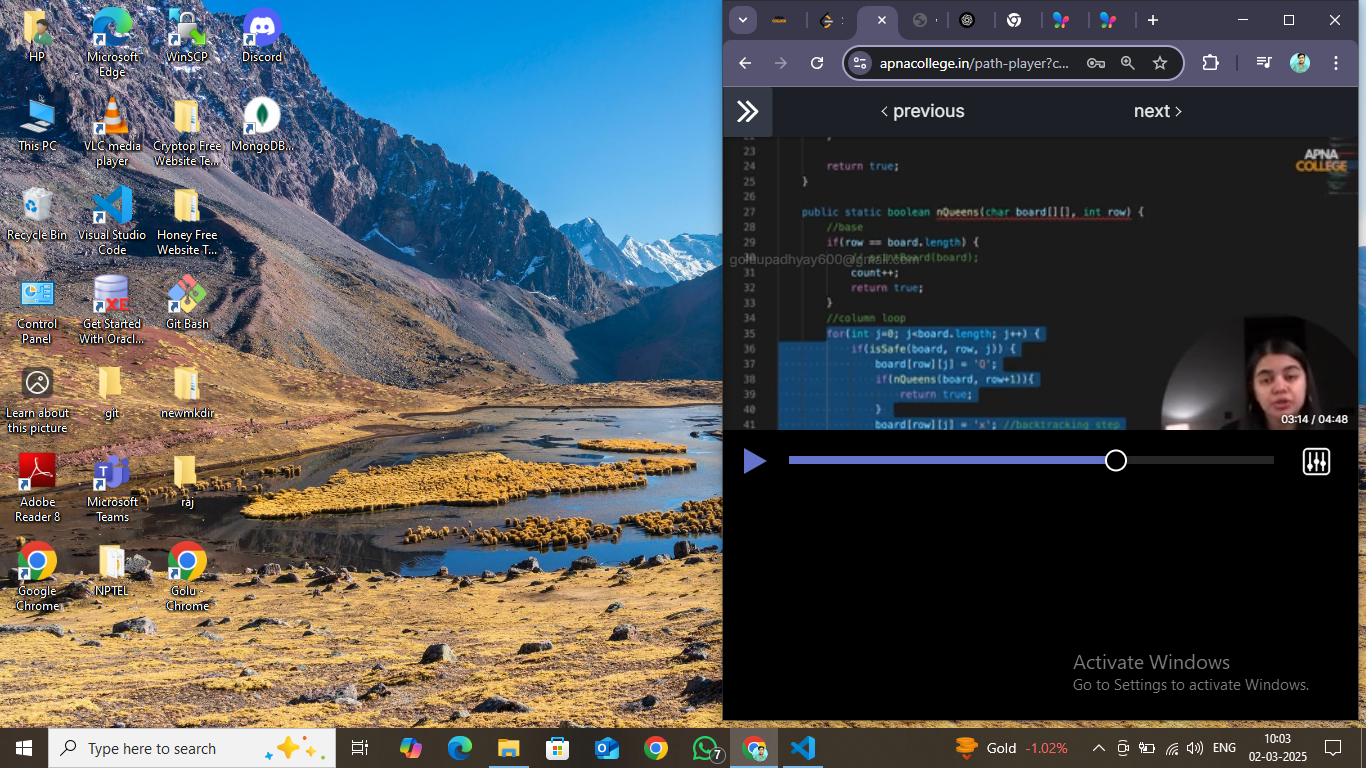 HP
Microsoft
Edge
WinSCP
Discord
This PC
VLC media
player
Cryptop Free
Website Te...
MongoDB...
Recycle Bin
Visual Studio
Code
Honey Free
Website T...
Control
Panel
Get Started
With Oracl...
Git Bash
Learn about
this picture
git
newmkdir
Adobe
Reader 8
Microsoft
Teams
raj
Google
Chrome
NPTEL
Golu -
Chrome
apnacollege.in/path-player?c...
previous
next
APNA
COLLEGE
23
24 return true;
25 }
26
27 public static boolean nQueens(char board[][], int row) {
28 //base
29 if(row == board.length) {
30 // printBoard(board);
31 count++;
32 return true;
33 }
34 //column loop
35 for(int j=0; j<board.length; j++) {
36 if(isSafe(board, row, j)) {
37 board[row][j] = 'Q';
38 if(nQueens(board, row+1)){
39 return true;
40 }
41 board[row][j] = 'x'; //backtracking step
03:14 / 04:48
Activate Windows
Go to Settings to activate Windows.
Type here to search
7
Gold -1.02%
ENG
10:03
02-03-2025